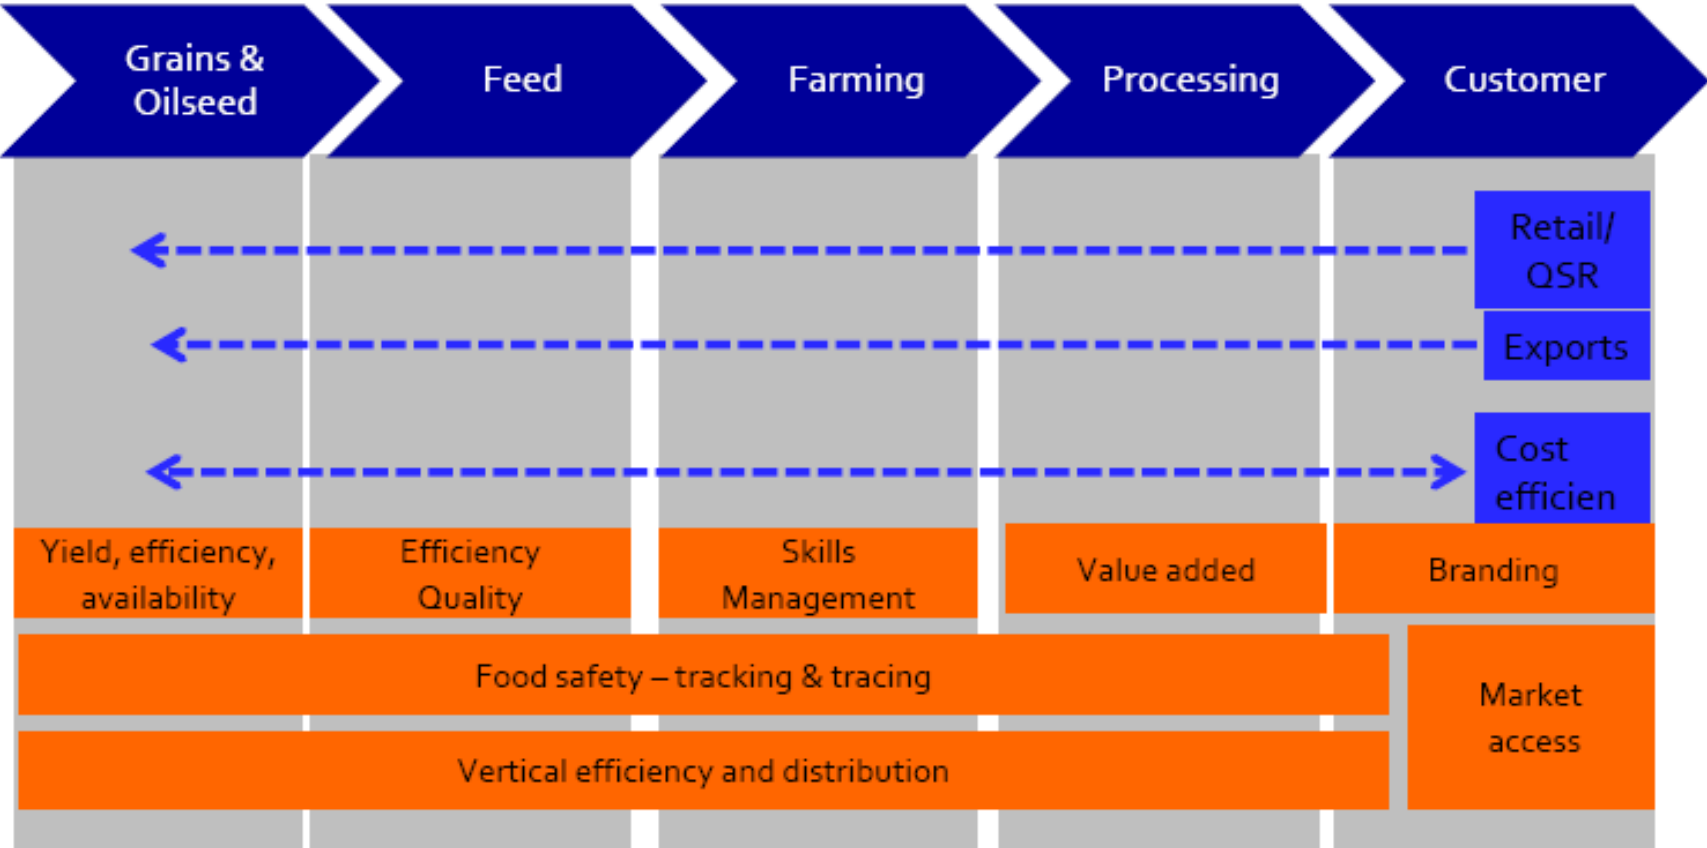 Grains &
Oilseed
Feed
Farming
Processing
Customer
Retail/
QSR
Exports
Cost
efficien
Yield, efficiency,
availability
Efficiency
Quality
Skills
Management
Value added
Branding
Food safety – tracking & tracing
Market
access
Vertical efficiency and distribution